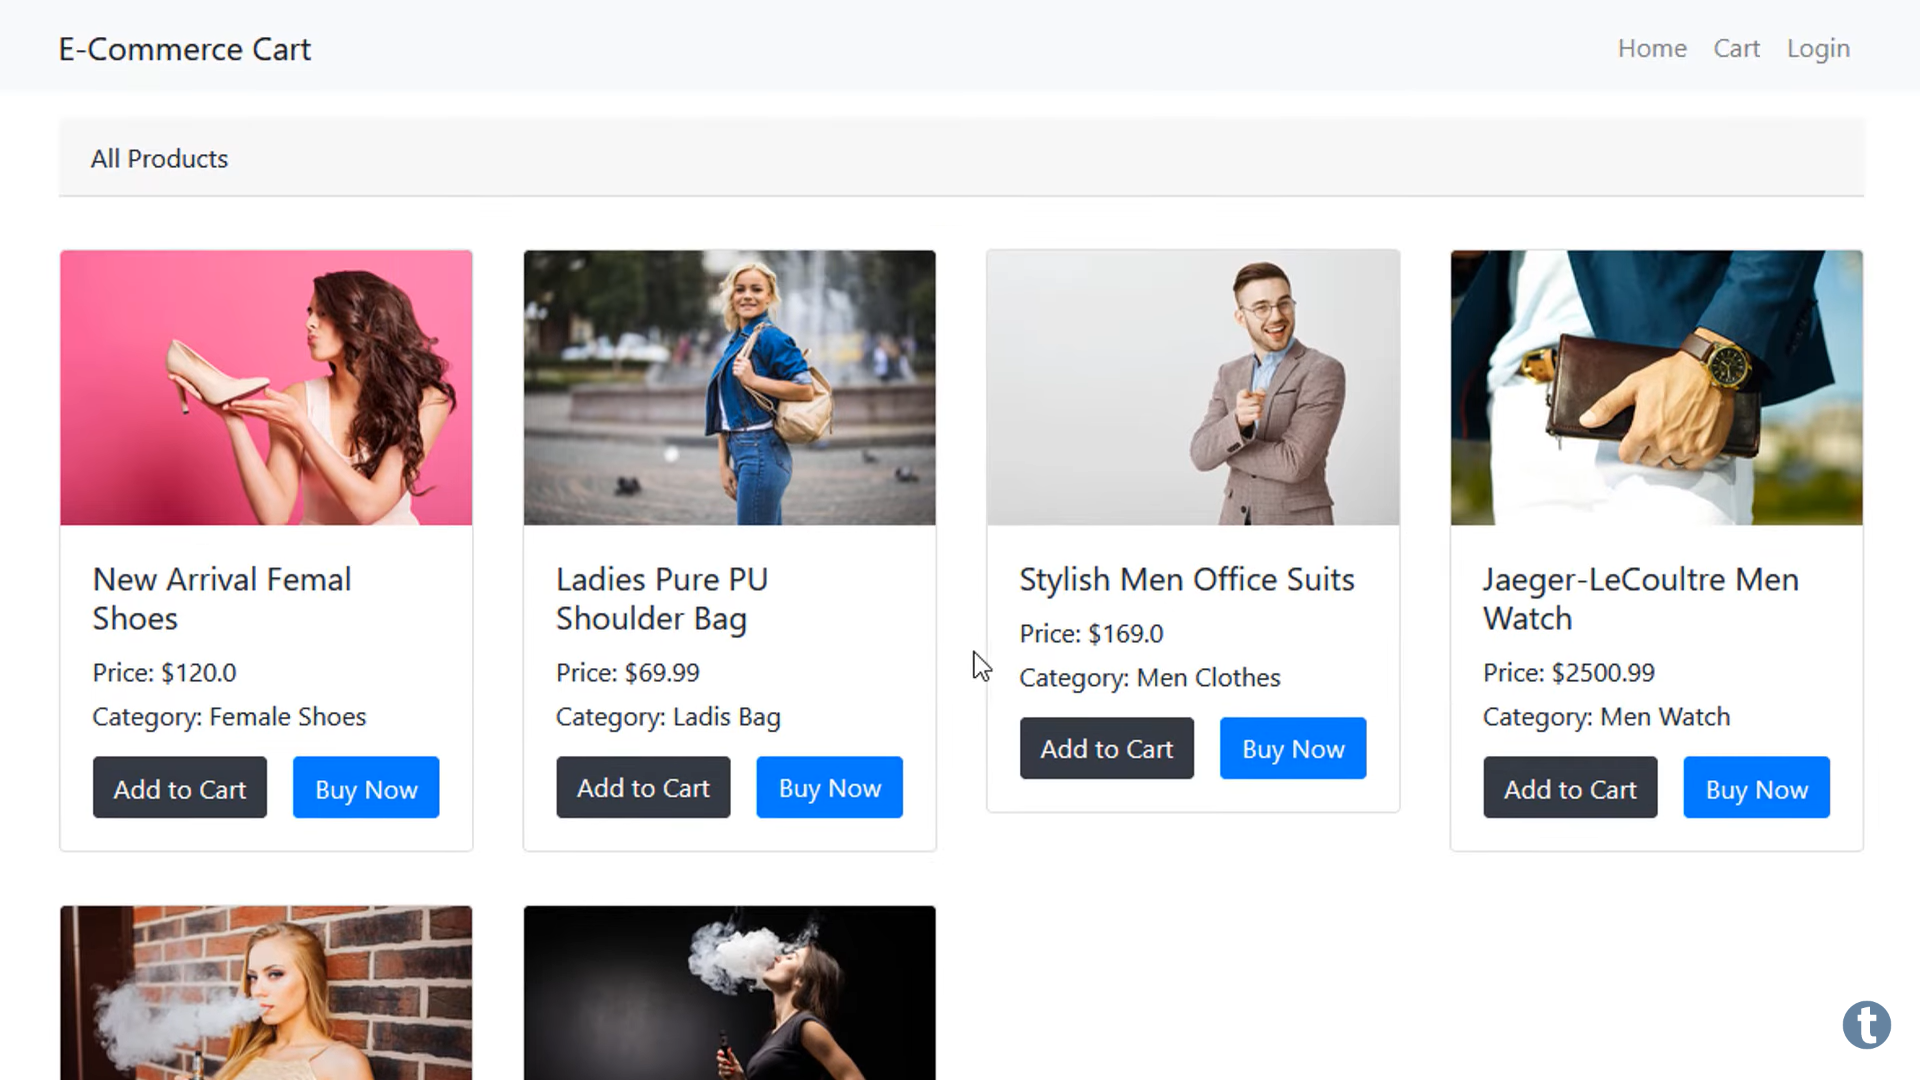 E-Commerce Cart
Home Cart Login
All Products
New Arrival Femal
Shoes
Price: $120.0
Category: Female Shoes
Add to Cart Buy Now
Ladies Pure PU
Shoulder Bag
Price: $69.99
Category: Ladis Bag
Add to Cart Buy Now
Stylish Men Office Suits
Price: $169.0
Category: Men Clothes
Add to Cart Buy Now
Jaeger-LeCoultre Men
Watch
Price: $2500.99
Category: Men Watch
Add to Cart Buy Now
t